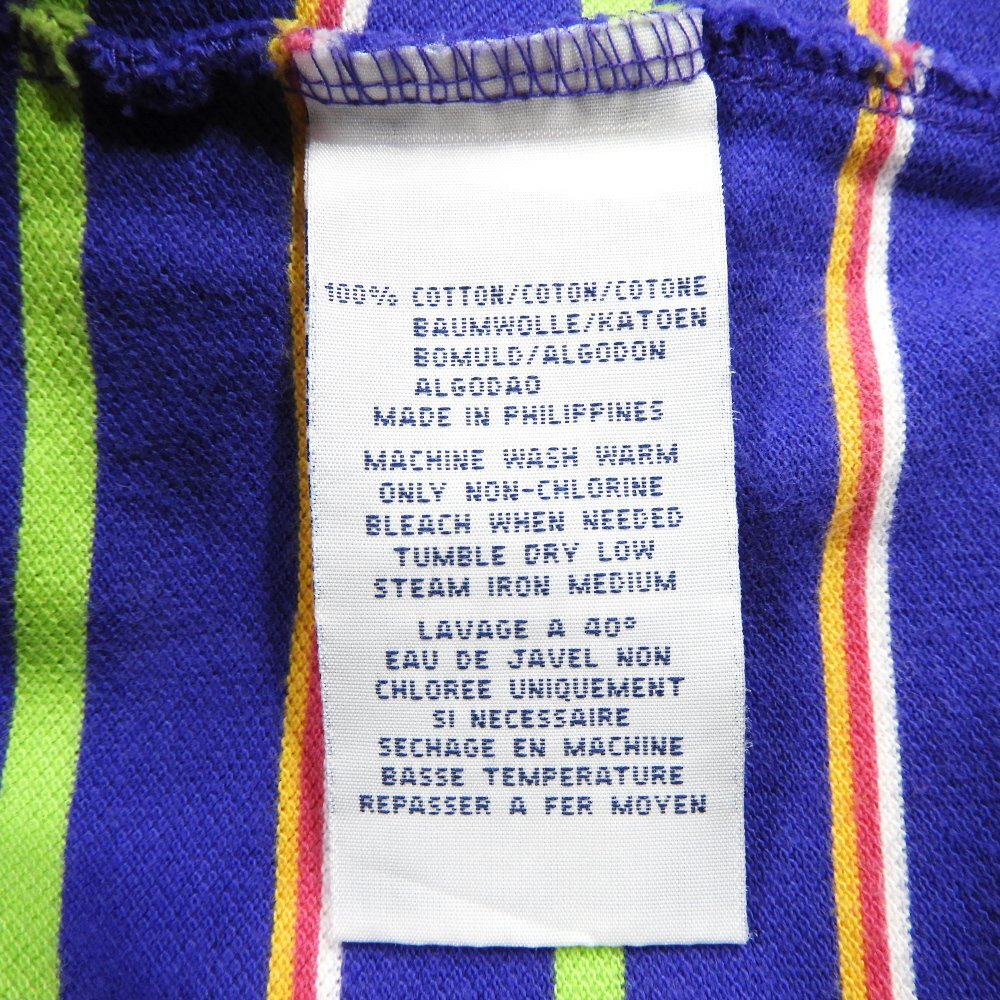 100% COTTON/COTON/COTONE
BAUMWOLLE/KATOEN
BOMULD/ALGODON
ALGODAO
MADE IN PHILIPPINES
MACHINE WASH WARM
ONLY NON-CHLORINE
BLEACH WHEN NEEDED
TUMBLE DRY LOW
STEAM IRON MEDIUM
LAVAGE A 40°
EAU DE JAVEL NON
CHLOREE UNIQUEMENT
SI NECESSAIRE
SECHAGE EN MACHINE
BASSE TEMPERATURE
REPASSER A FER MOYEN